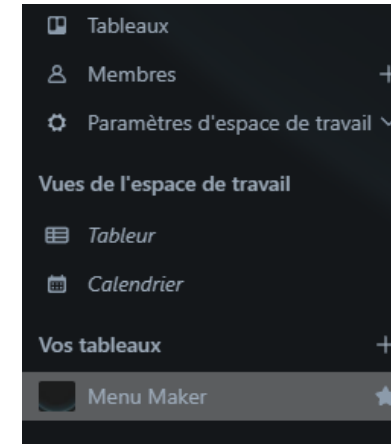 Tableaux
Membres
Paramètres d'espace de travail
Vues de l'espace de travail
Tableur
Calendrier
Vos tableaux
Menu Maker